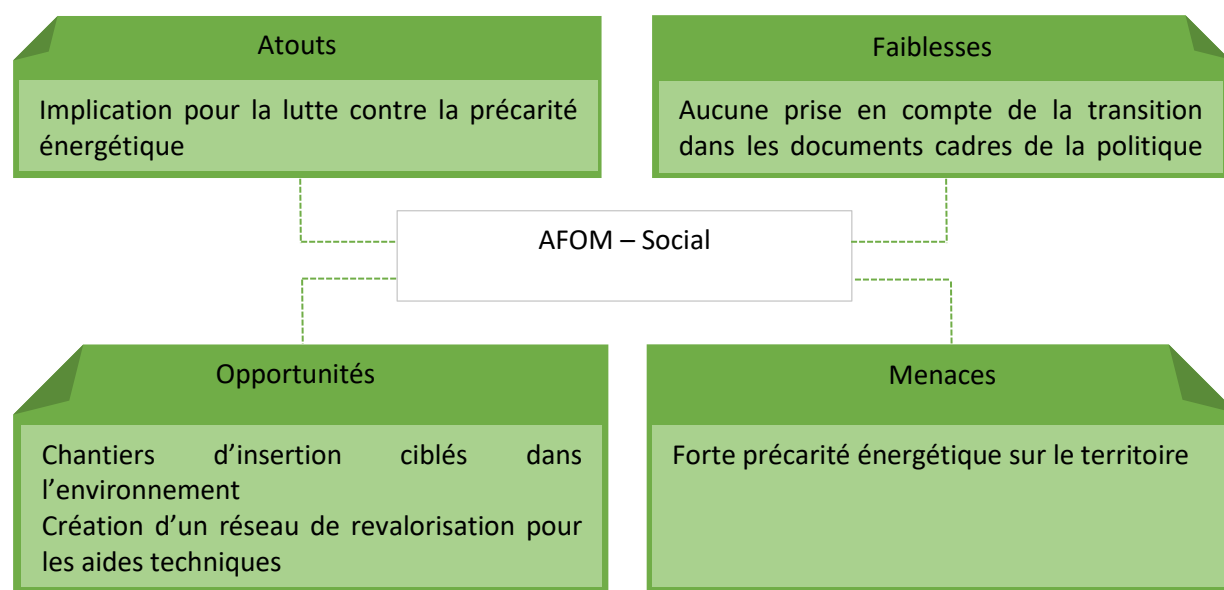 Atouts
Implication pour la lutte contre la précarité
énergétique
Faiblesses
Aucune prise en compte de la transition
dans les documents cadres de la politique
AFOM – Social
Opportunités
Chantiers d’insertion ciblés dans
l’environnement
Création d’un réseau de revalorisation pour
les aides techniques
Menaces
Forte précarité énergétique sur le territoire